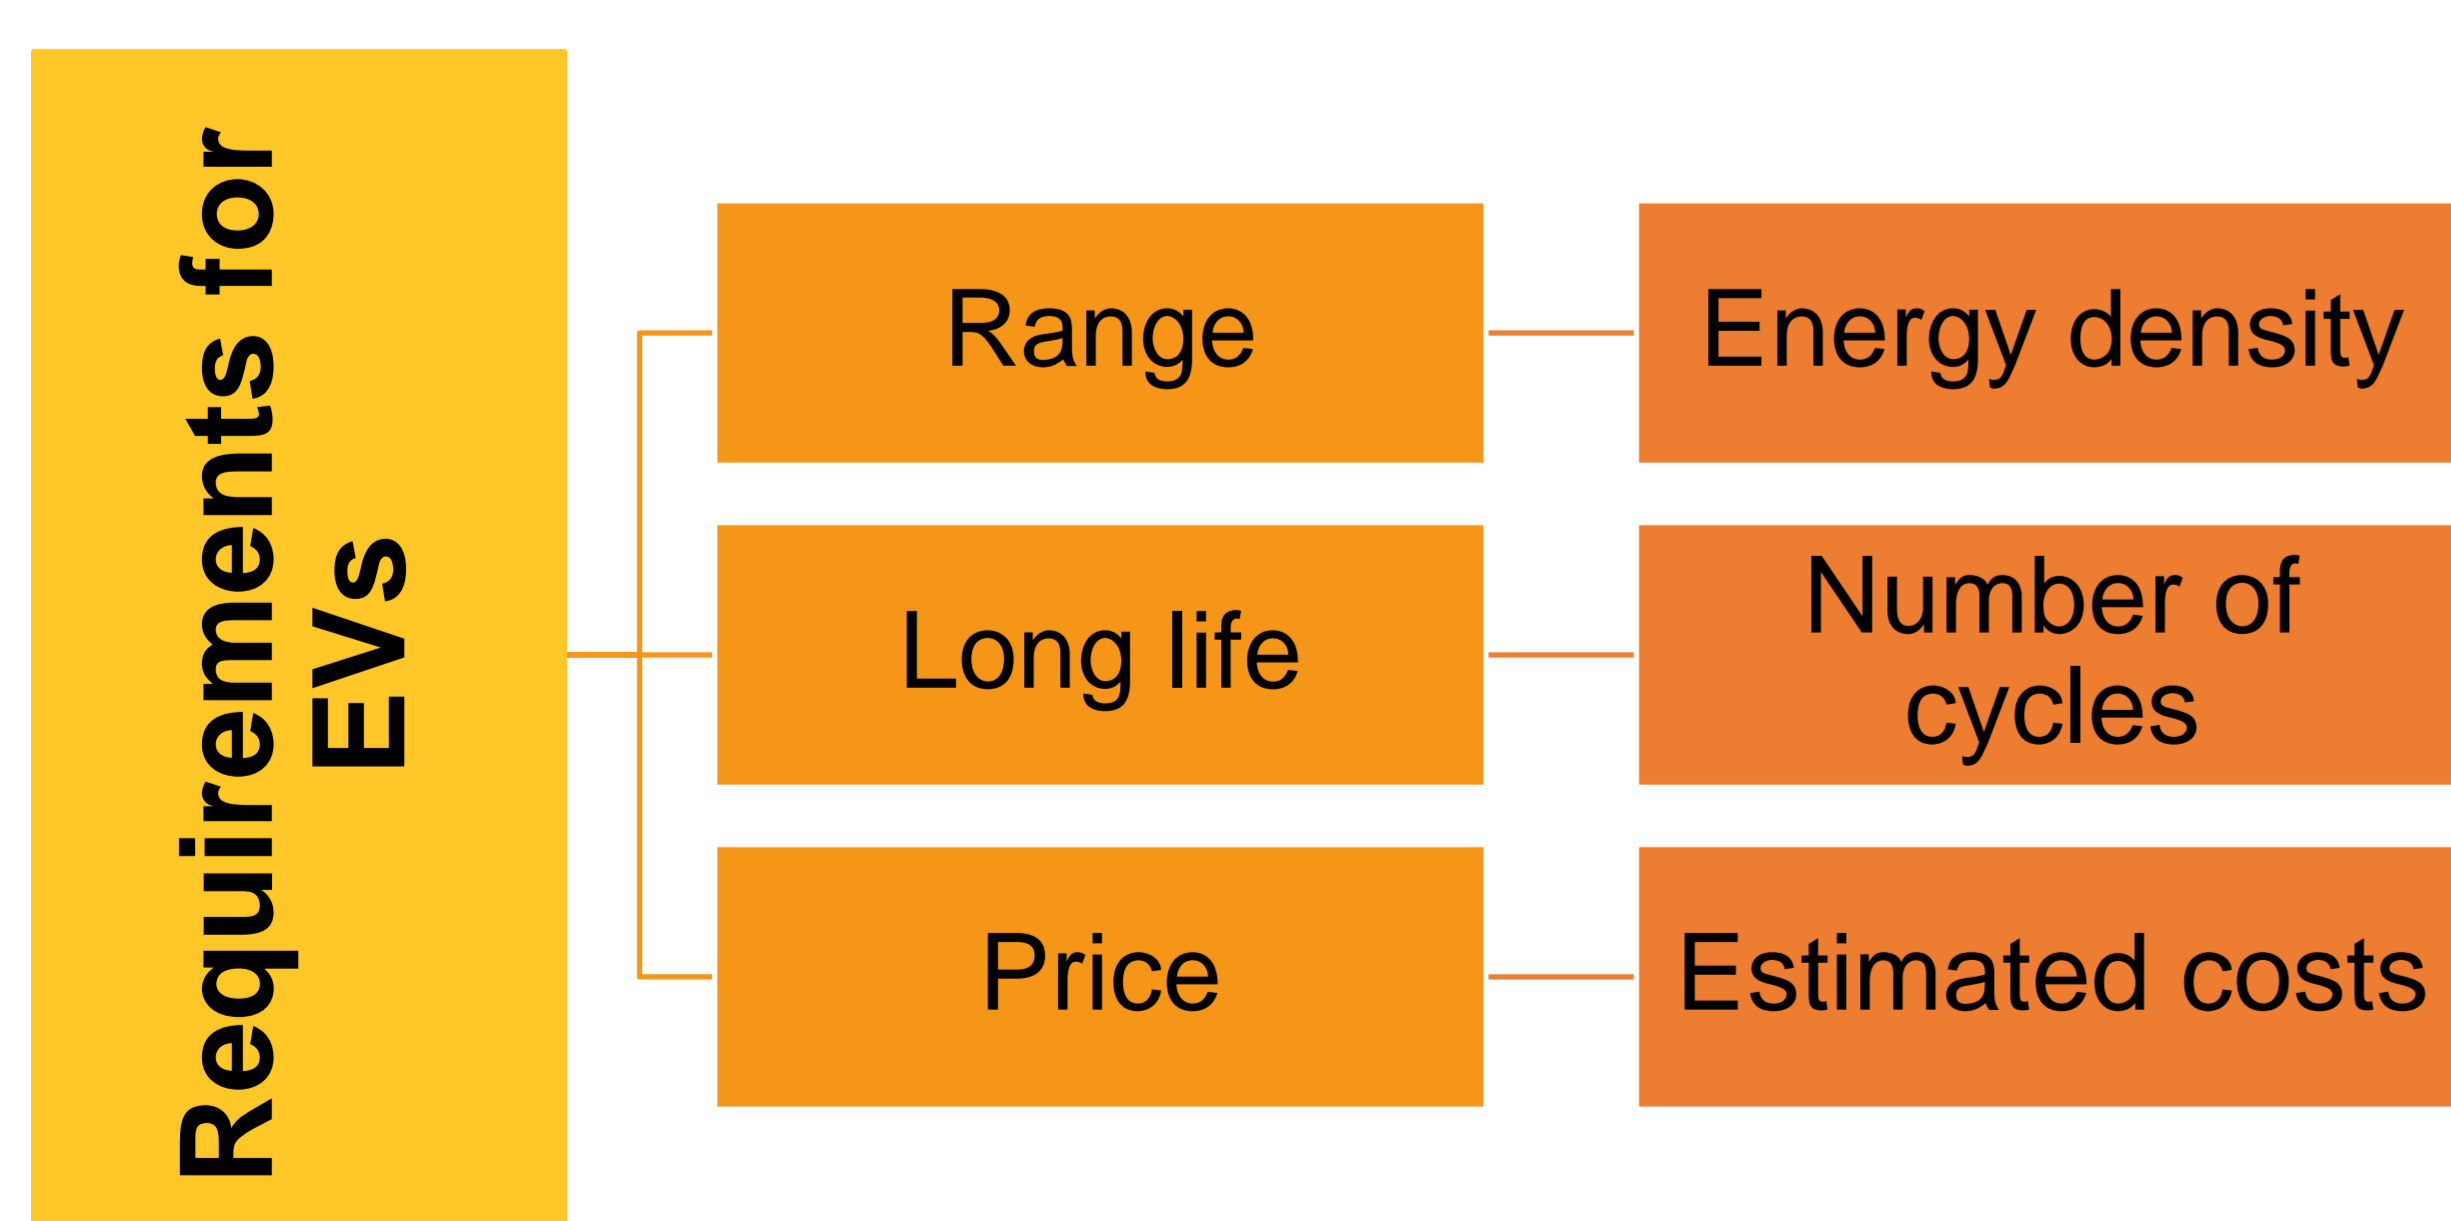 Requirements for
EVs
Range
Energy density
Long life
Number of
cycles
Price
Estimated costs